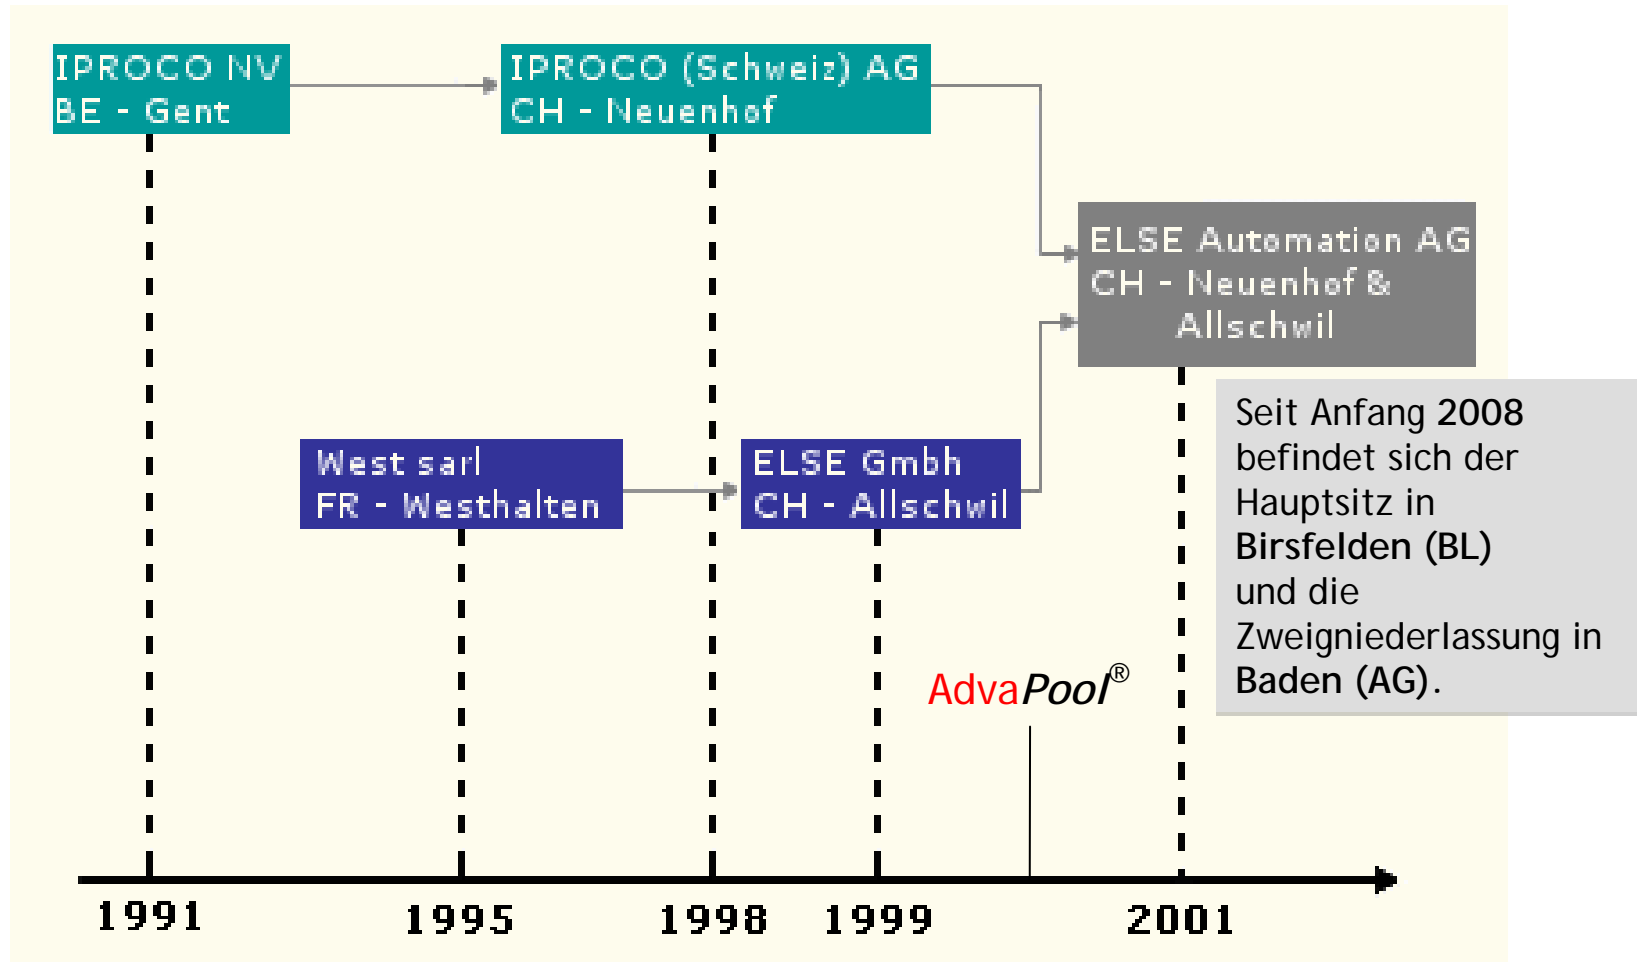 IPROCO NV
BE - Gent
IPROCO (Schweiz) AG
CH - Neuenhof
ELSE Automation AG
CH - Neuenhof &
Allschwil
West sarl
FR - Westhalten
ELSE Gmbh
CH - Allschwil
Seit Anfang 2008
befindet sich der
Hauptsitz in
Birsfelden (BL)
und die
Zweigniederlassung in
Baden (AG).
AdvaPool®
1991
1995
1998
1999
2001